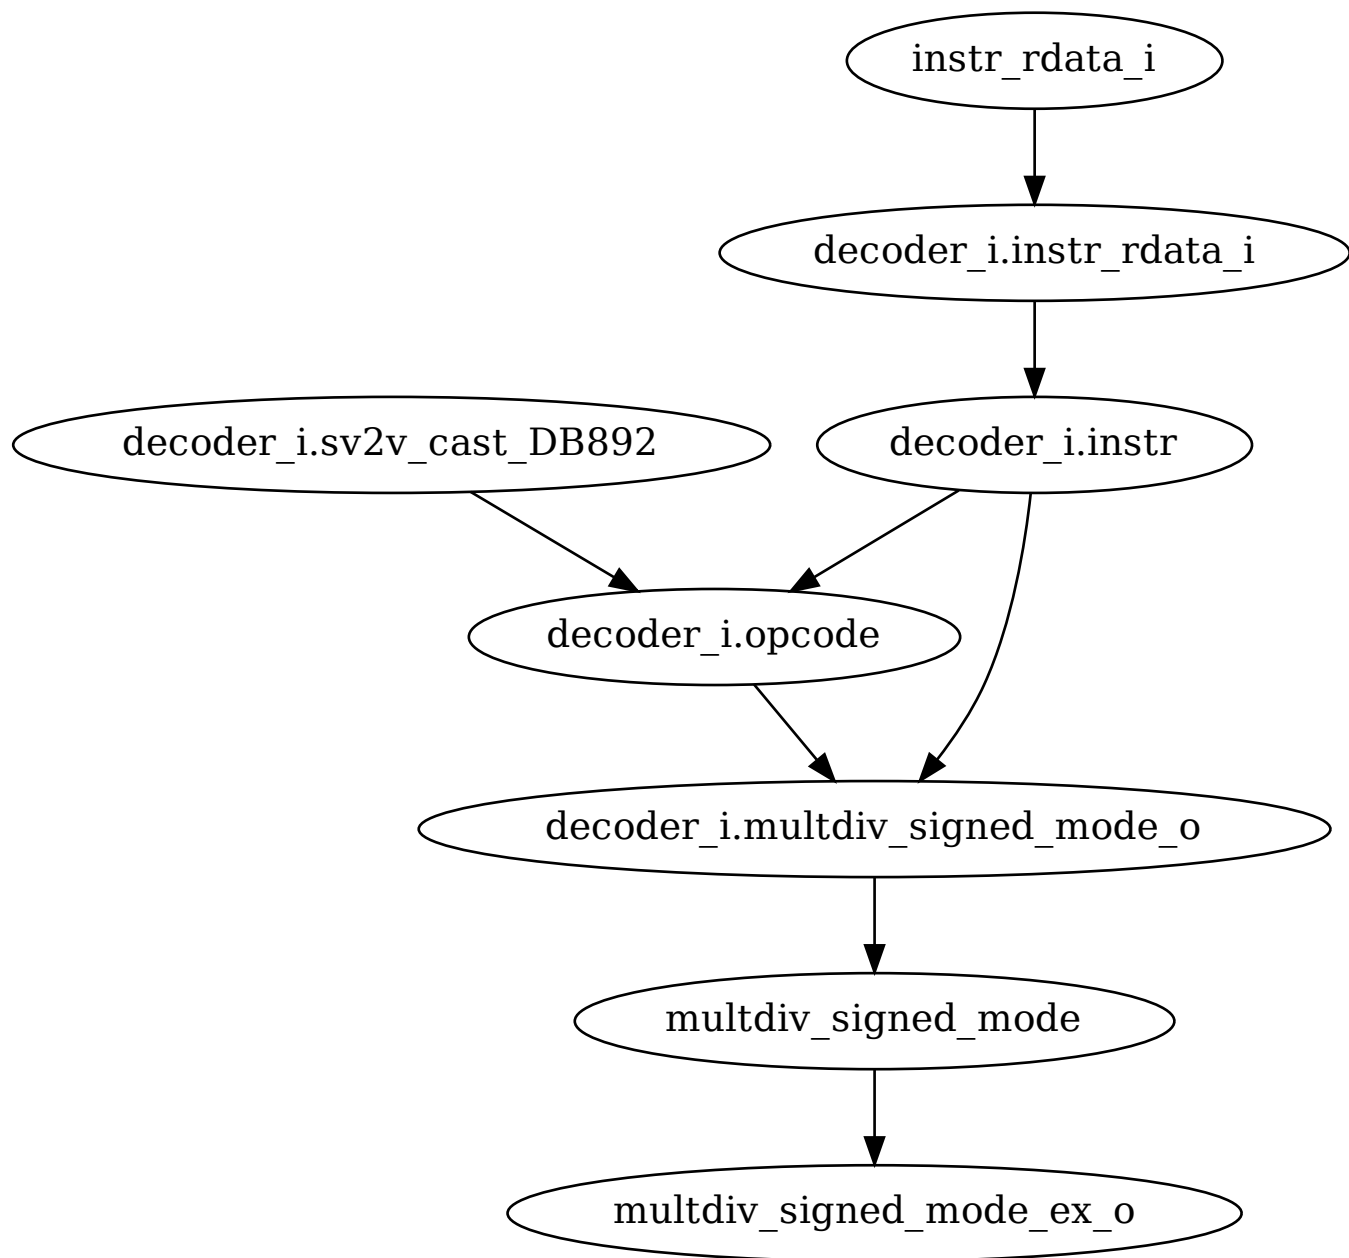 instr_rdata_i
decoder_i.instr_rdata_i
decoder_i.sv2v_cast_DB892
decoder_i.instr
decoder_i.opcode
decoder_i.multdiv_signed_mode_o
multdiv_signed_mode
multdiv_signed_mode_ex_o